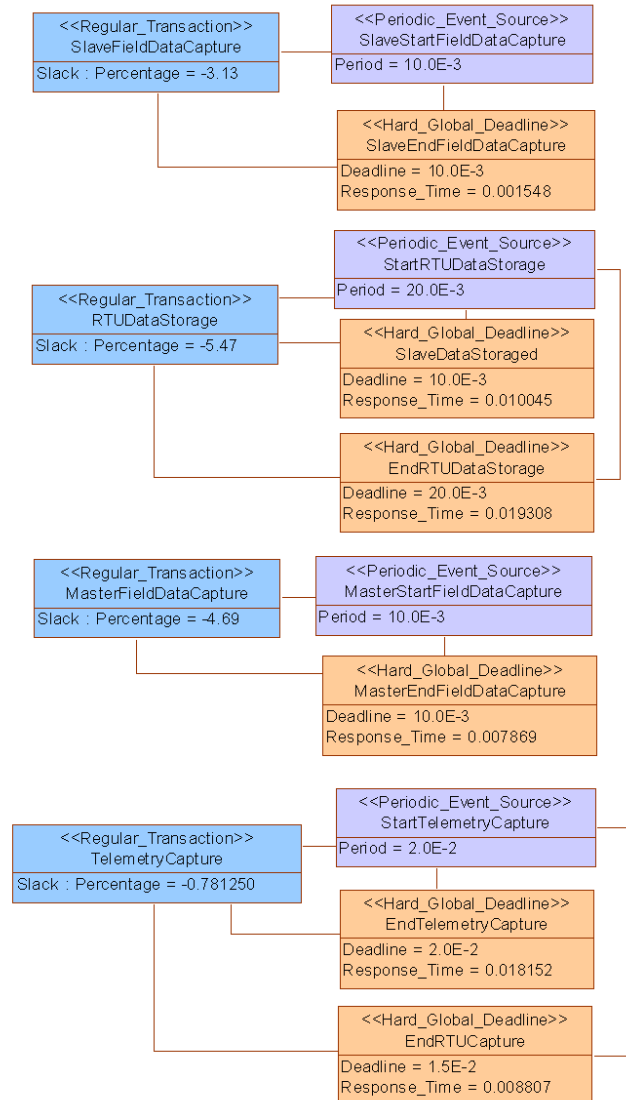 <<Regular_Transaction>>
SlaveFieldDataCapture
Slack : Percentage = -3.13
<<Periodic_Event_Source>>
SlaveStartFieldDataCapture
Period = 10.0E-3
<<Hard_Global_Deadline>>
SlaveEndFieldDataCapture
Deadline = 10.0E-3
Response_Time = 0.001548
<<Periodic_Event_Source>>
StartRTUDataStorage
Period = 20.0E-3
<<Regular_Transaction>>
RTUDataStorage
Slack : Percentage = -5.47
<<Hard_Global_Deadline>>
SlaveDataStoraged
Deadline = 10.0E-3
Response_Time = 0.010045
<<Hard_Global_Deadline>>
EndRTUDataStorage
Deadline = 20.0E-3
Response_Time = 0.019308
<<Regular_Transaction>>
MasterFieldDataCapture
Slack : Percentage = -4.69
<<Periodic_Event_Source>>
MasterStartFieldDataCapture
Period = 10.0E-3
<<Hard_Global_Deadline>>
MasterEndFieldDataCapture
Deadline = 10.0E-3
Response_Time = 0.007869
<<Periodic_Event_Source>>
StartTelemetryCapture
Period = 2.0E-2
<<Regular_Transaction>>
TelemetryCapture
Slack : Percentage = -0.781250
<<Hard_Global_Deadline>>
EndTelemetryCapture
Deadline = 2.0E-2
Response_Time = 0.018152
<<Hard_Global_Deadline>>
EndRTUCapture
Deadline = 1.5E-2
Response_Time = 0.008807